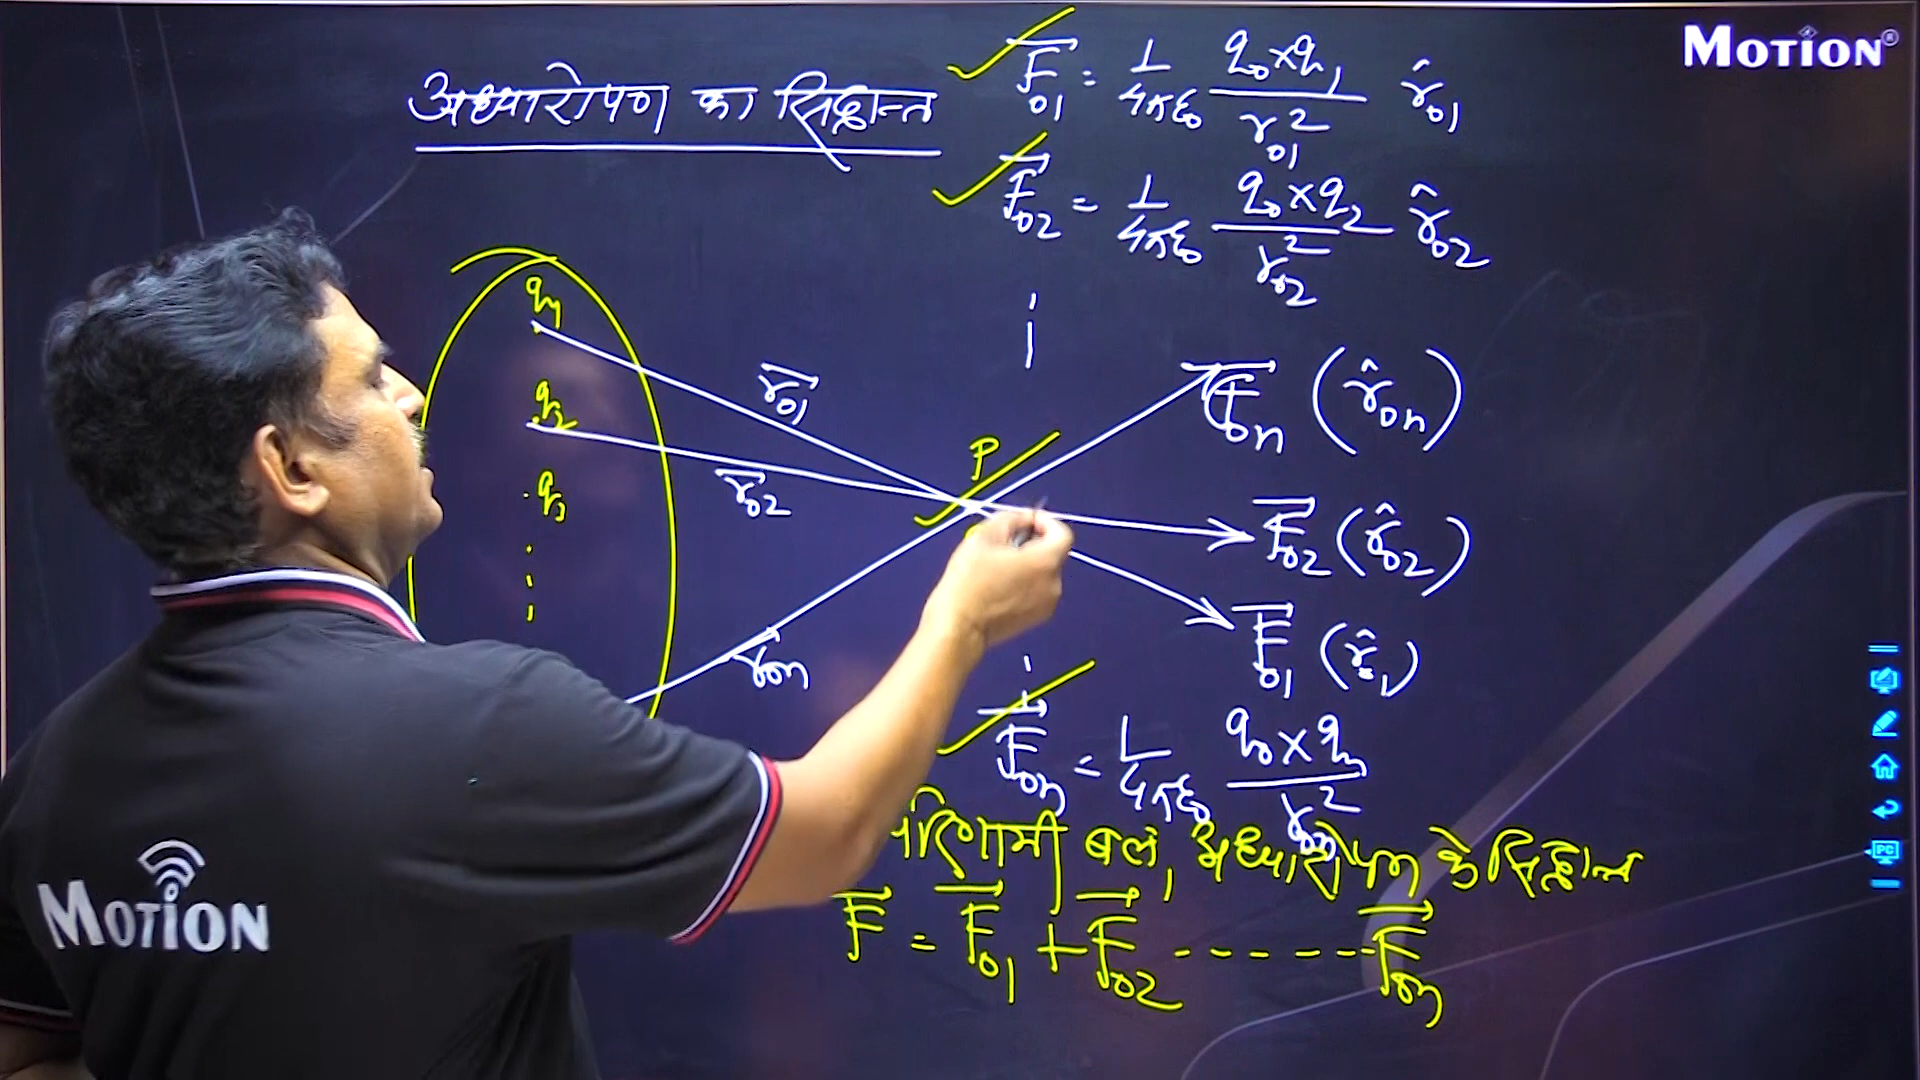 MOTION
अध्यारोपण का सिद्धान्त
F₀₁ = 1/4πε₀ q₀×q₁/r₀₁² r̂₀₁
F₀₂ = 1/4πε₀ q₀×q₂/r₀₂² r̂₀₂
q₁
r₀₁
F₀ₙ (r̂₀ₙ)
q₂
P
r₀₂
q₃
F₀₂ (r̂₀₂)
F₀₁ (r̂₀₁)
r₀ₙ
F₀ₙ = 1/4πε₀ q₀×qₙ/r₀ₙ²
परिणामी बल, अध्यारोपण के सिद्धान्त
F = F₀₁ + F₀₂ ------ F₀ₙ
MOTION
PC